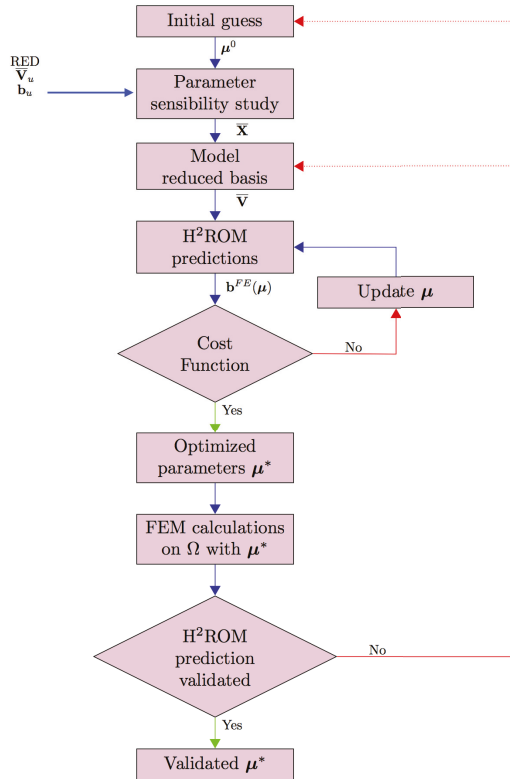 Initial guess
μ⁰
RED
V̅ᵤ
bᵤ
Parameter
sensibility study
X̅
Model
reduced basis
V̅
H²ROM
predictions
b^{FE}(μ)
Update μ
Cost
Function
No
Yes
Optimized
parameters μ*
FEM calculations
on Ω with μ*
H²ROM
prediction
validated
No
Yes
Validated μ*